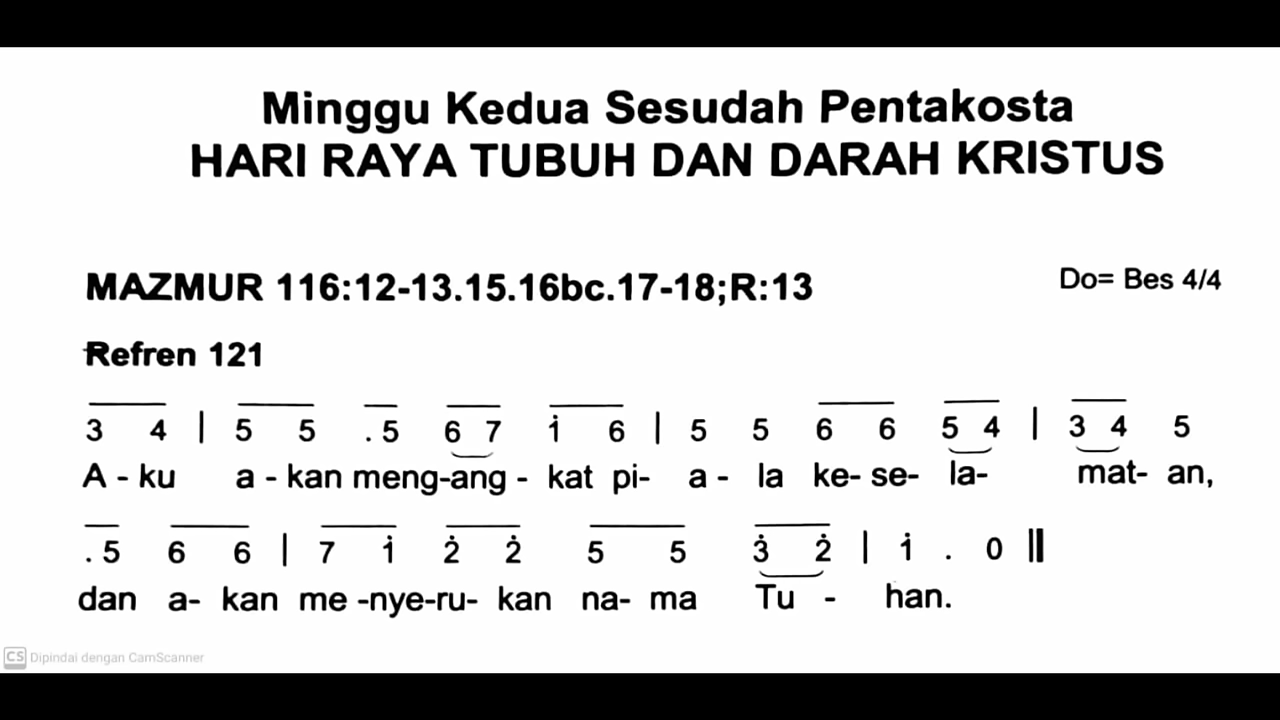 Minggu Kedua Sesudah Pentakosta
HARI RAYA TUBUH DAN DARAH KRISTUS
MAZMUR 116:12-13.15.16bc.17-18;R:13 Do= Bes 4/4
Refren 121
3 4 | 5 5 .5 6 7 i̇ 6 | 5 5 6 6 5 4 | 3 4 5
A - ku a - kan meng-ang - kat pi- a - la ke- se- la- mat- an,
.5 6 6 | 7 1̇ 2̇ 2̇ 5 5 3̇ 2̇ | 1̇ . 0 ||
dan a- kan me -nye-ru- kan na- ma Tu - han.
CS Dipindai dengan CamScanner